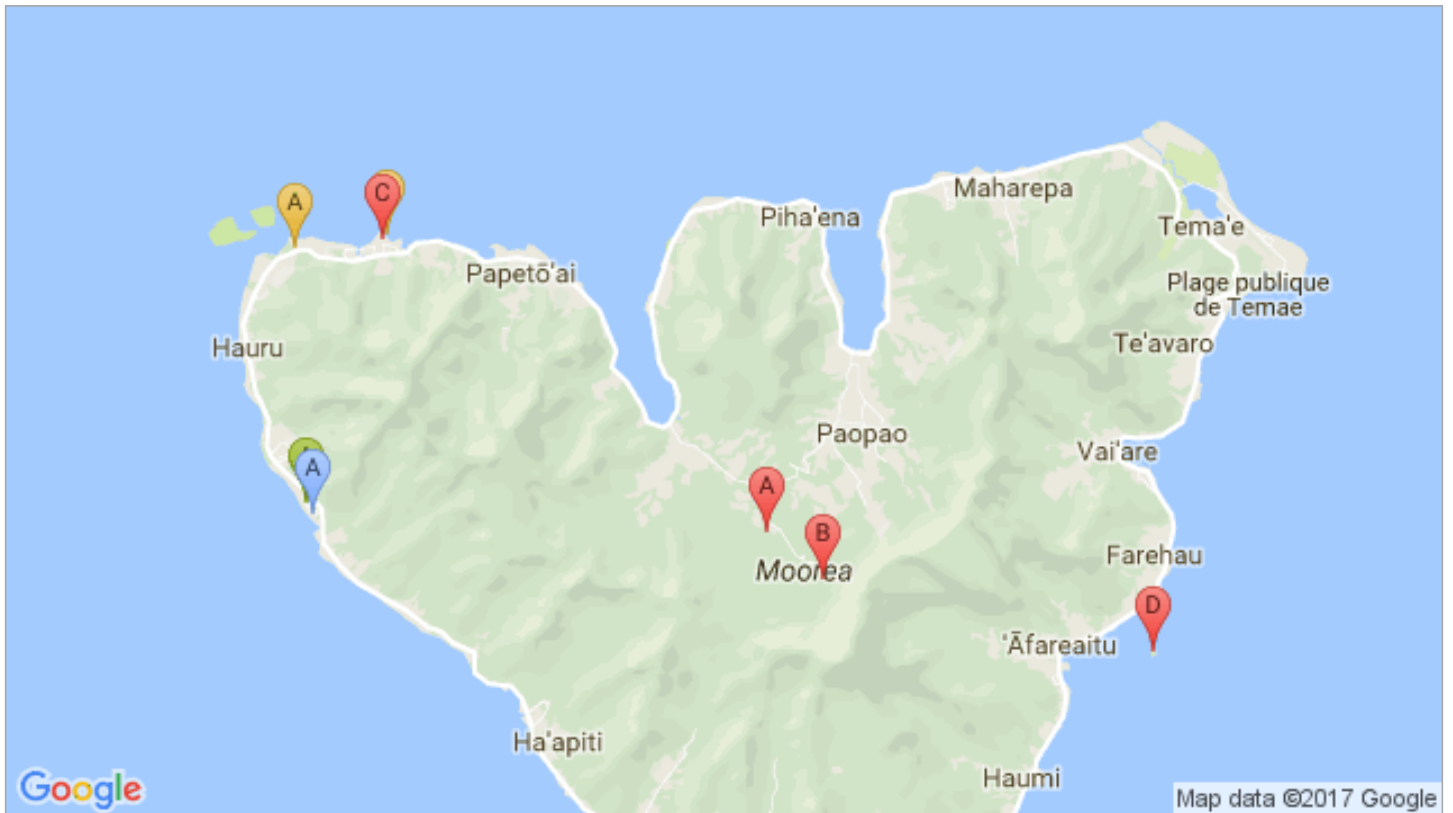 A
C
Maharepa
Piha'ena
Tema'e
Papetō'ai
Plage publique
de Temae
Hauru
Te'avaro
Paopao
Vai'are
A
A
B
Farehau
Moorea
D
'Āfareaitu
Ha'apiti
Haumi
Google
Map data ©2017 Google